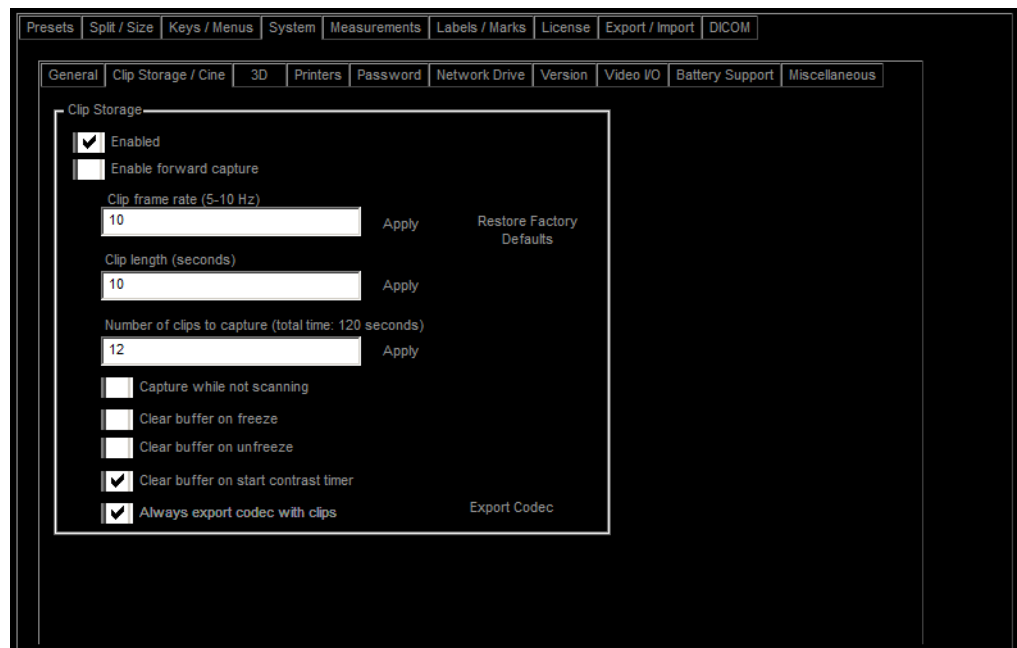 Presets Split / Size Keys / Menus System Measurements Labels / Marks License Export / Import DICOM
General Clip Storage / Cine 3D Printers Password Network Drive Version Video I/O Battery Support Miscellaneous
Clip Storage
Enabled
Enable forward capture
Clip frame rate (5-10 Hz)
10 Apply Restore Factory
Defaults
Clip length (seconds)
10 Apply
Number of clips to capture (total time: 120 seconds)
12 Apply
Capture while not scanning
Clear buffer on freeze
Clear buffer on unfreeze
Clear buffer on start contrast timer
Always export codec with clips Export Codec